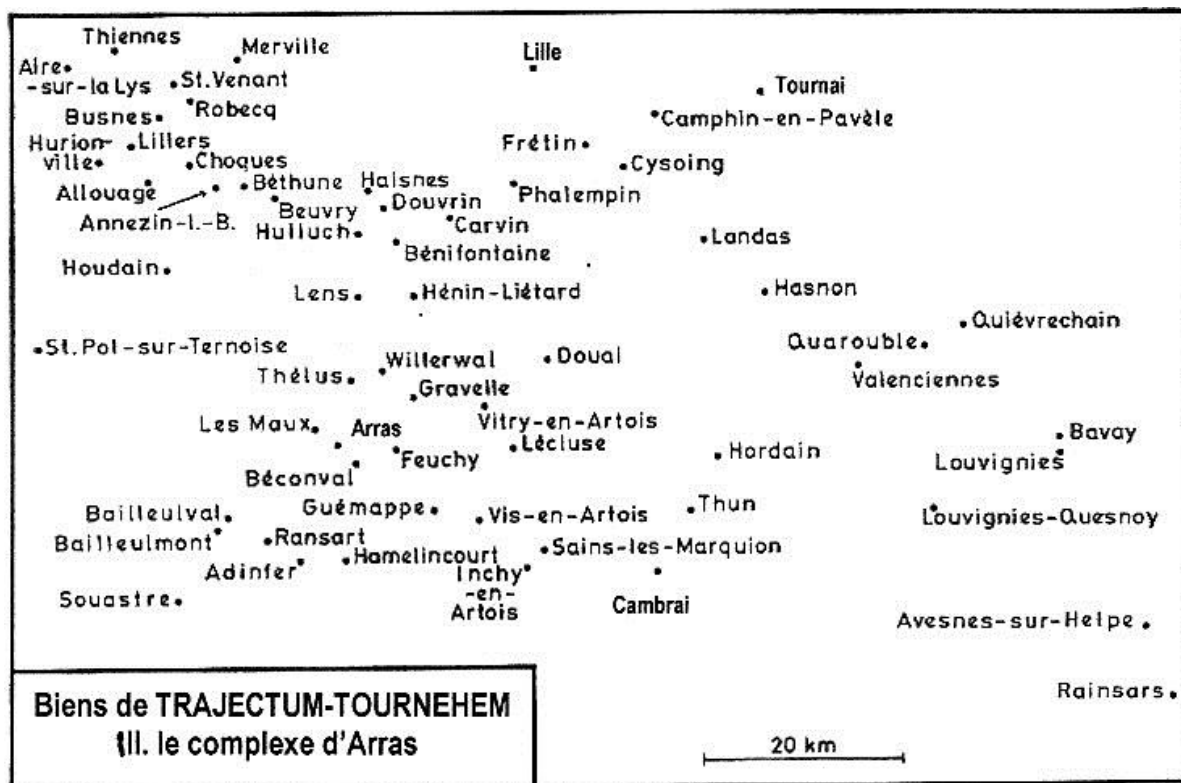 Thiennes
Merville
Lille
Aire
-sur-la Lys
St.Venant
Tournai
Robecq
Busnes
Camphin-en-Pavèle
Hurion-
ville
Lillers
Frétin
Choques
Cysoing
Allouage
Béthune
Haisnes
Phalempin
Annezin-l.-B.
Beuvry
Douvrin
Carvin
Hulluch
Landas
Bénifontaine
Houdain
Lens
Hénin-Liétard
Hasnon
Quiévrechain
St.Pol-sur-Ternoise
Willerwal
Douai
Quarouble
Thélus
Valenciennes
Gravelle
Vitry-en-Artois
Les Maux
Arras
Bavay
Lécluse
Feuchy
Hordain
Louvignies
Béconval
Bailleulval
Guémappe
Vis-en-Artois
Thun
Louvignies-Quesnoy
Bailleulmont
Ransart
Sains-les-Marquion
Adinfer
Hamelincourt
Inchy
-en-
Artois
Souastre
Cambrai
Avesnes-sur-Helpe
Rainsars
Biens de TRAJECTUM-TOURNEHEM
III. le complexe d'Arras
20 km